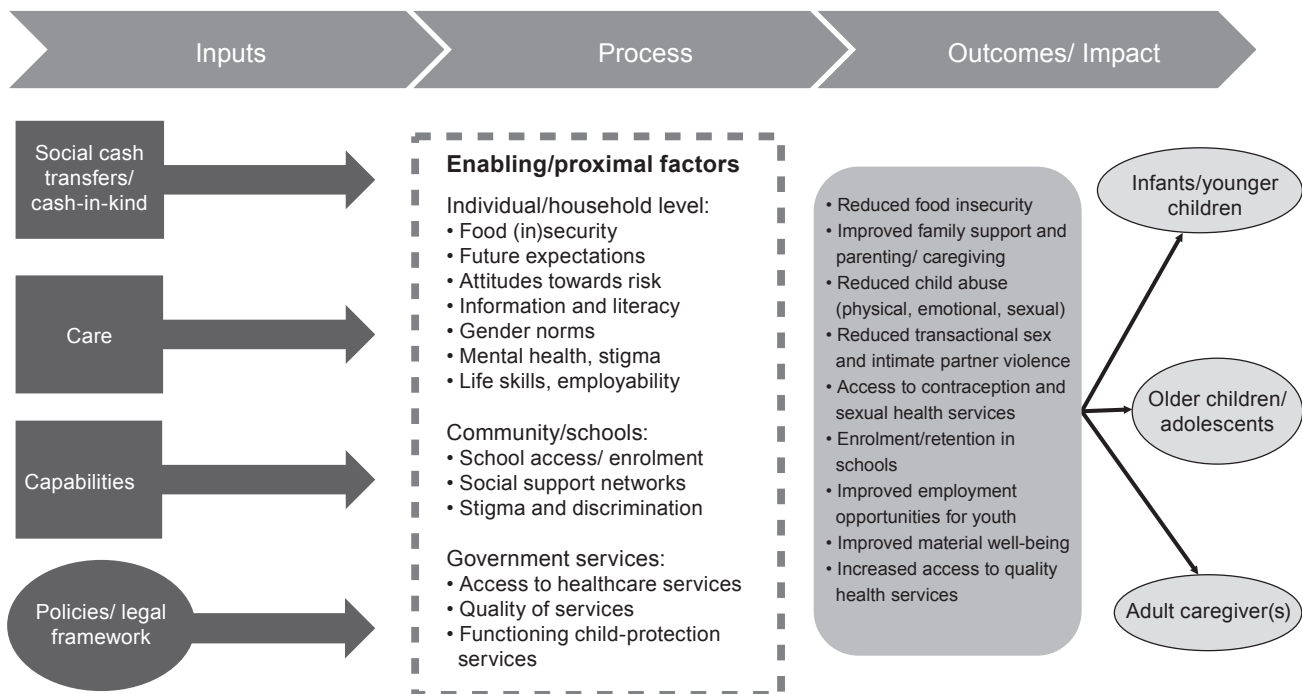 Inputs
Process
Outcomes/ Impact
Social cash
transfers/
cash-in-kind
Care
Capabilities
Policies/ legal
framework
Enabling/proximal factors
Individual/household level:
• Food (in)security
• Future expectations
• Attitudes towards risk
• Information and literacy
• Gender norms
• Mental health, stigma
• Life skills, employability
Community/schools:
• School access/ enrolment
• Social support networks
• Stigma and discrimination
Government services:
• Access to healthcare services
• Quality of services
• Functioning child-protection
services
• Reduced food insecurity
• Improved family support and
parenting/ caregiving
• Reduced child abuse
(physical, emotional, sexual)
• Reduced transactional sex
and intimate partner violence
• Access to contraception and
sexual health services
• Enrolment/retention in
schools
• Improved employment
opportunities for youth
• Improved material well-being
• Increased access to quality
health services
Infants/younger
children
Older children/
adolescents
Adult caregiver(s)